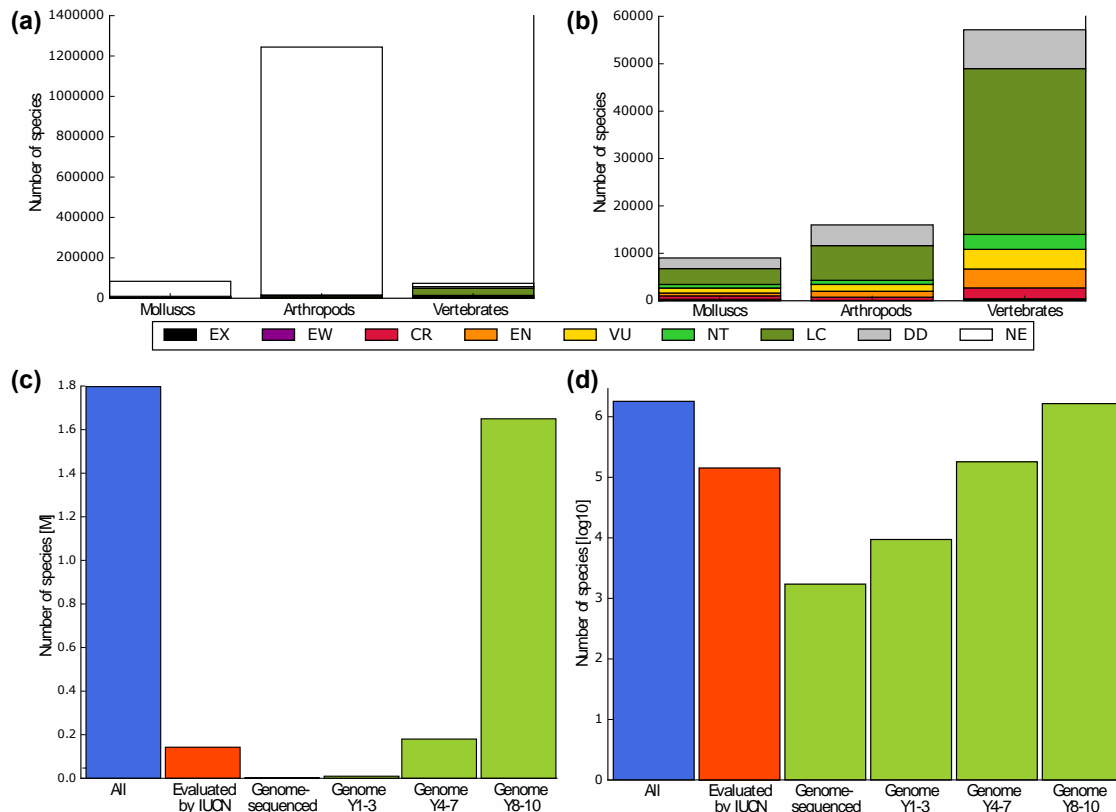 (a)
1400000
1200000
1000000
800000
600000
400000
200000
0
Number of species
Molluscs Arthropods Vertebrates
(b)
60000
50000
40000
30000
20000
10000
0
Number of species
Molluscs Arthropods Vertebrates
EX EW CR EN VU NT LC DD NE
(c)
1.8
1.6
1.4
1.2
1.0
0.8
0.6
0.4
0.2
0.0
Number of species [M]
All Evaluated by IUCN Genome-sequenced Genome Y1-3 Genome Y4-7 Genome Y8-10
(d)
6
5
4
3
2
1
0
Number of species [log10]
All Evaluated by IUCN Genome-sequenced Genome Y1-3 Genome Y4-7 Genome Y8-10